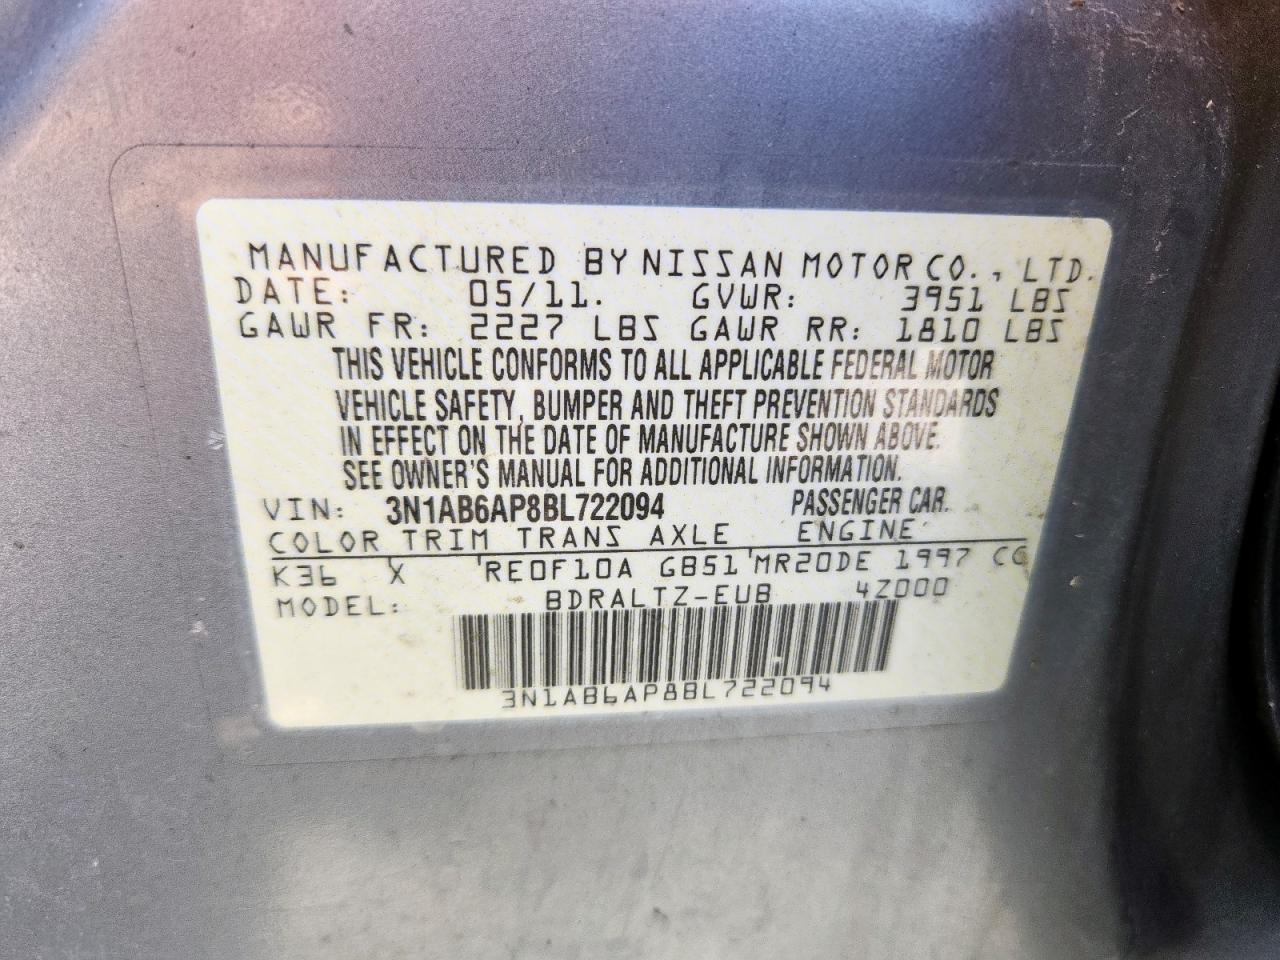 MANUFACTURED BY NISSAN MOTOR CO., LTD.
DATE: 05/11. GVWR: 3951 LBS
GAWR FR: 2227 LBS GAWR RR: 1810 LBS
THIS VEHICLE CONFORMS TO ALL APPLICABLE FEDERAL MOTOR
VEHICLE SAFETY, BUMPER AND THEFT PREVENTION STANDARDS
IN EFFECT ON THE DATE OF MANUFACTURE SHOWN ABOVE.
SEE OWNER'S MANUAL FOR ADDITIONAL INFORMATION.
VIN: 3N1AB6AP8BL722094 PASSENGER CAR.
COLOR TRIM TRANS AXLE ENGINE
K36 X RE0F10A GB51 MR20DE 1997 CC
MODEL: BDRALTZ-EUB 4Z000
3N1AB6AP8BL722094